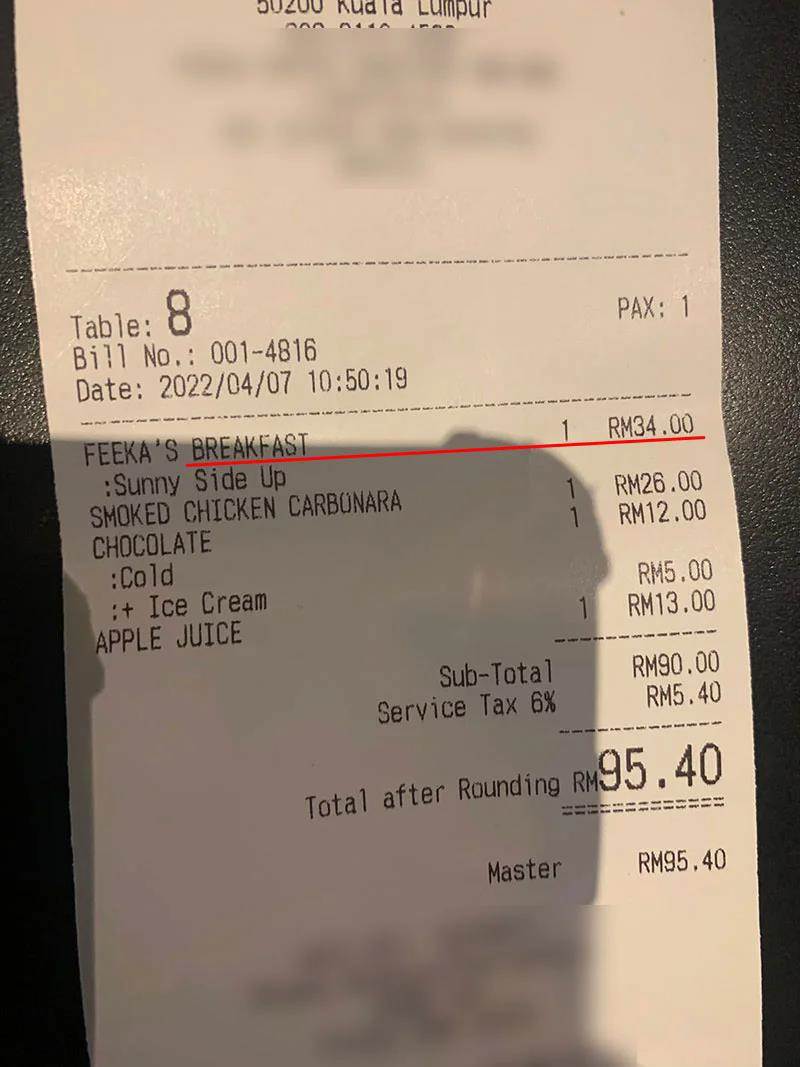 50200 Kuala Lumpur
Table: 8 PAX: 1
Bill No.: 001-4816
Date: 2022/04/07 10:50:19
FEEKA'S BREAKFAST 1 RM34.00
:Sunny Side Up
SMOKED CHICKEN CARBONARA 1 RM26.00
CHOCOLATE 1 RM12.00
:Cold
:+ Ice Cream RM5.00
APPLE JUICE 1 RM13.00
Sub-Total RM90.00
Service Tax 6% RM5.40
Total after Rounding RM95.40
Master RM95.40